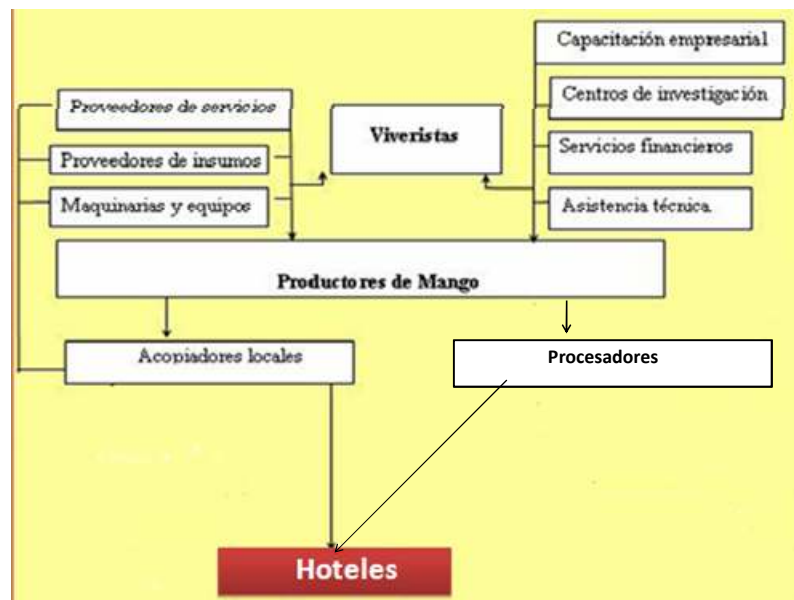 Capacitación empresarial
Proveedores de servicios
Centros de investigación
Viveristas
Proveedores de insumos
Servicios financieros
Maquinarias y equipos
Asistencia técnica
Productores de Mango
Acopiadores locales
Procesadores
Hoteles